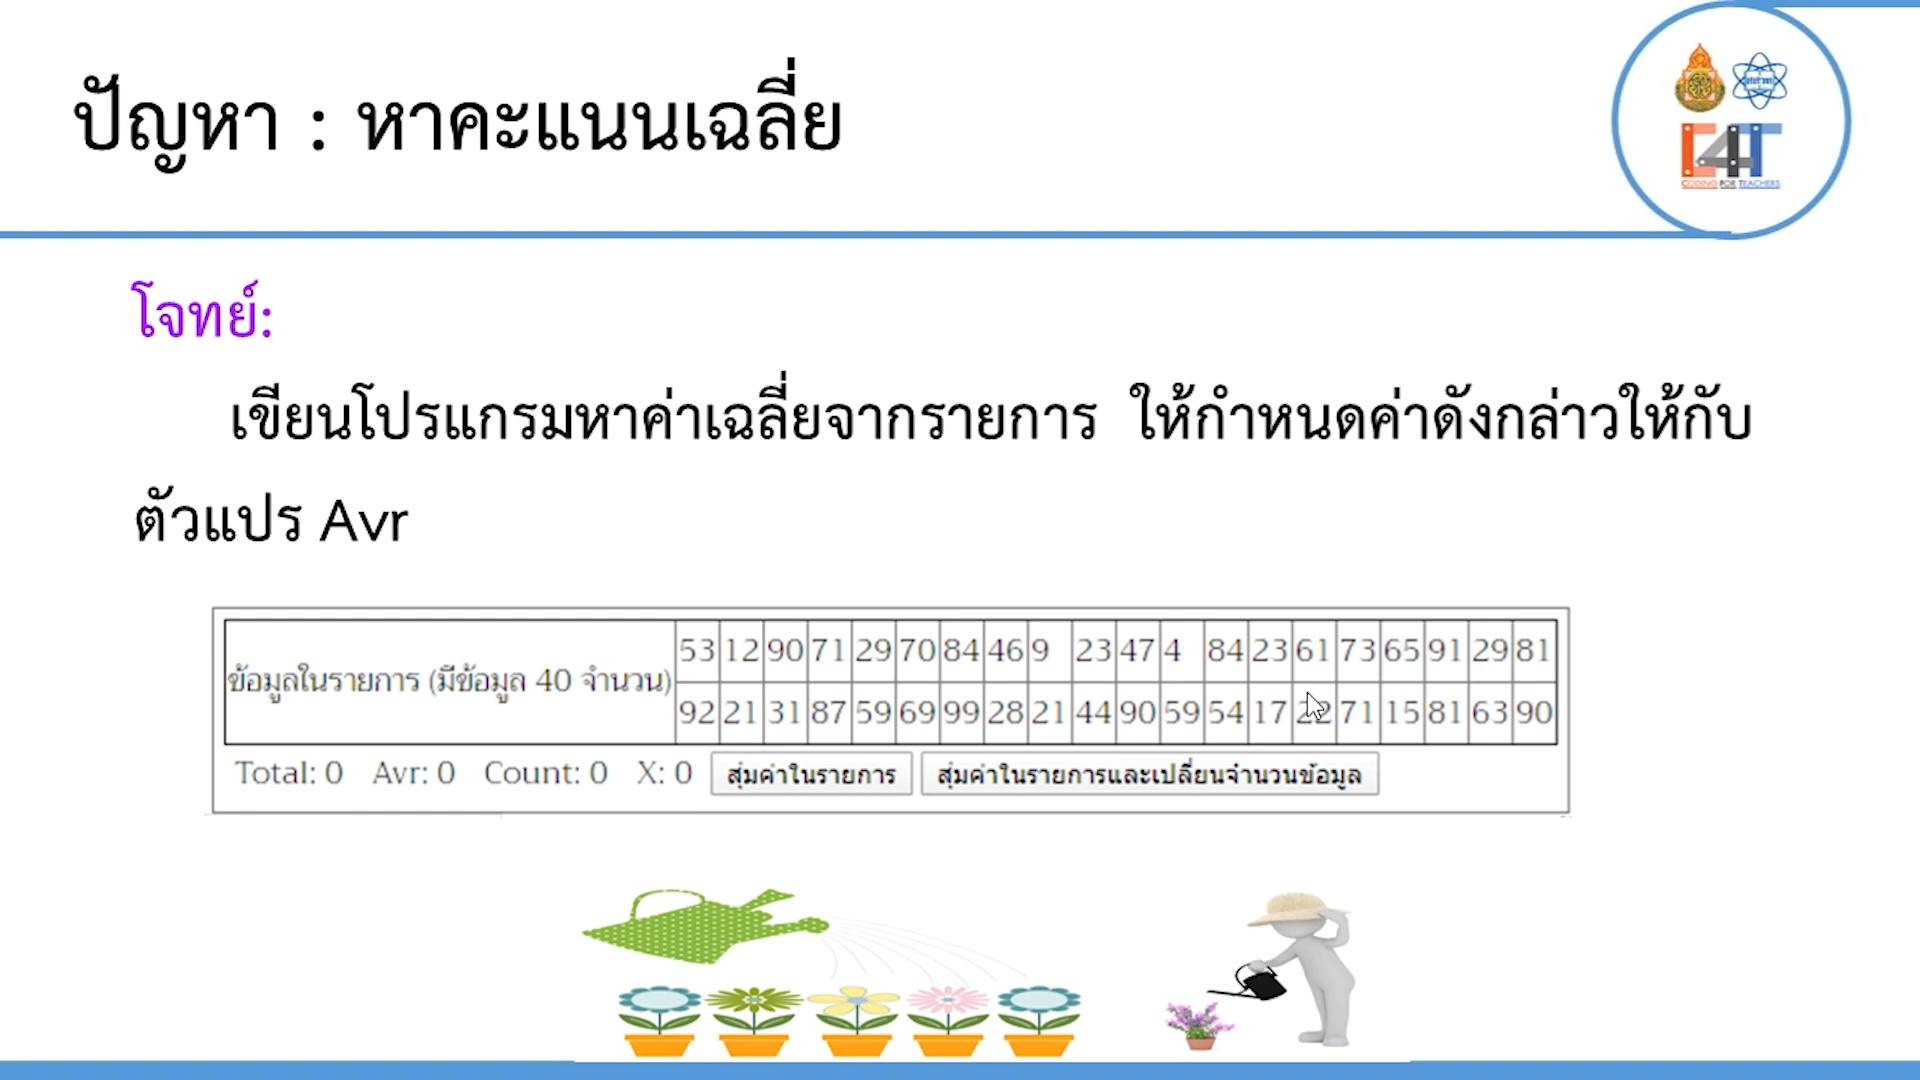 ปัญหา : หาคะแนนเฉลี่ย
C4T
CODING FOR TEACHERS
โจทย์:
เขียนโปรแกรมหาค่าเฉลี่ยจากรายการ ให้กำหนดค่าดังกล่าวให้กับ
ตัวแปร Avr
ข้อมูลในรายการ (มีข้อมูล 40 จำนวน)
53 12 90 71 29 70 84 46 9 23 47 4 84 23 61 73 65 91 29 81
92 21 31 87 59 69 99 28 21 44 90 59 54 17 22 71 15 81 63 90
Total: 0 Avr: 0 Count: 0 X: 0 สุ่มค่าในรายการ สุ่มค่าในรายการและเปลี่ยนจำนวนข้อมูล